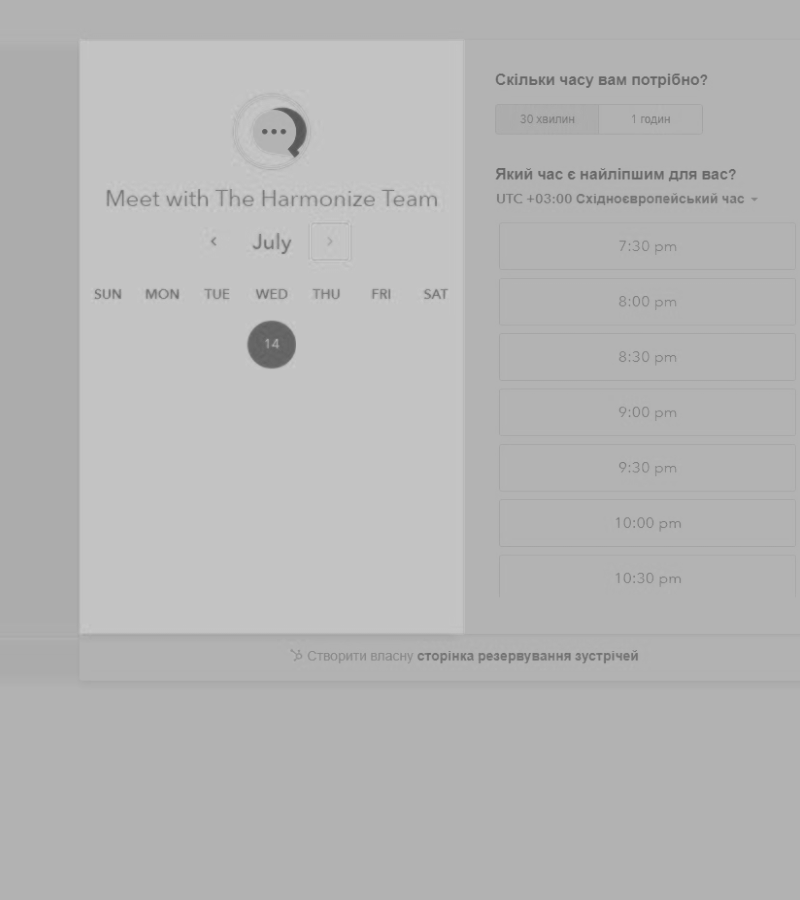 Meet with The Harmonize Team
July
SUN MON TUE WED THU FRI SAT
14
Скільки часу вам потрібно?
30 хвилин 1 годин
Який час є найліпшим для вас?
UTC +03:00 Східноєвропейський час
7:30 pm
8:00 pm
8:30 pm
9:00 pm
9:30 pm
10:00 pm
10:30 pm
Створити власну сторінка резервування зустрічей